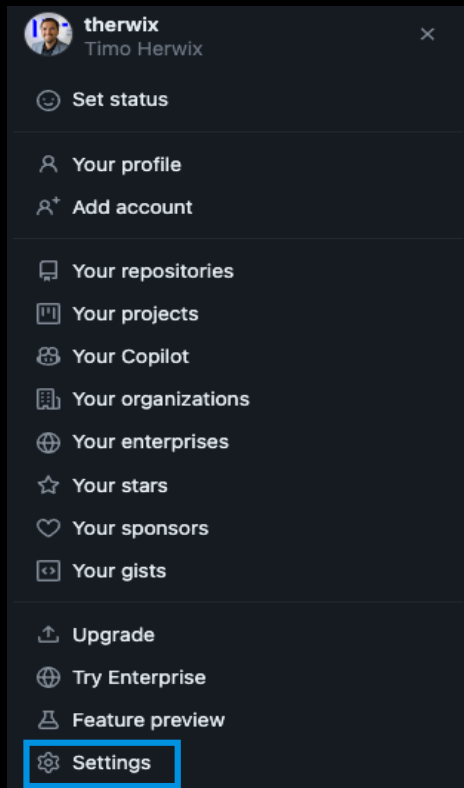 therwix
Timo Herwix
Set status
Your profile
Add account
Your repositories
Your projects
Your Copilot
Your organizations
Your enterprises
Your stars
Your sponsors
Your gists
Upgrade
Try Enterprise
Feature preview
Settings